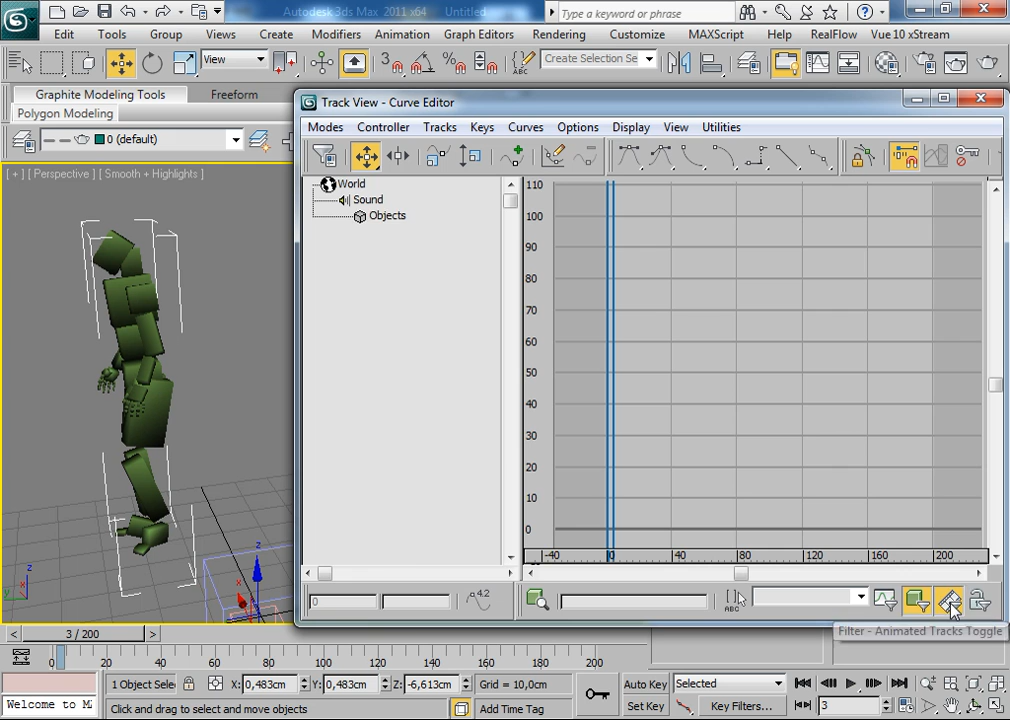 Autodesk 3ds Max 2011 x64 Untitled
Type a keyword or phrase
Edit Tools Group Views Create Modifiers Animation Graph Editors Rendering Customize MAXScript Help RealFlow Vue 10 xStream
View 3 % ABC Create Selection Se
Graphite Modeling Tools Freeform
Polygon Modeling
0 (default)
[ + ] [ Perspective ] [ Smooth + Highlights ]
Track View - Curve Editor
Modes Controller Tracks Keys Curves Options Display View Utilities
World
Sound
Objects
110
100
90
80
70
60
50
40
30
20
10
0
-40 0 40 80 120 160 200
0 4.2 ABC
Filter - Animated Tracks Toggle
z
x
z
x
y
< 3 / 200 >
0 20 40 60 80 100 120 140 160 180 200
1 Object Sele X: 0,483cm Y: 0,483cm Z: -6,613cm Grid = 10,0cm Auto Key Selected
Welcome to MA Click and drag to select and move objects Add Time Tag Set Key Key Filters... 3